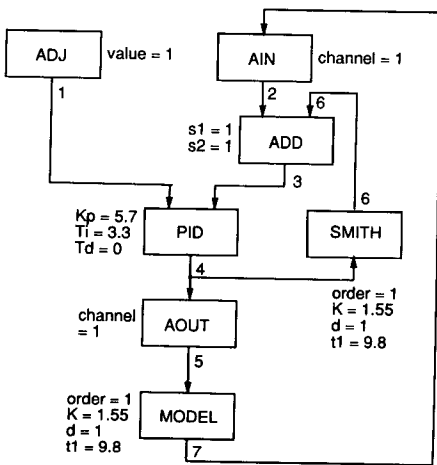 ADJ
value = 1
AIN
channel = 1
1
2
6
s1 = 1
s2 = 1
ADD
3
6
Kp = 5.7
Ti = 3.3
Td = 0
PID
SMITH
4
order = 1
K = 1.55
d = 1
t1 = 9.8
channel
= 1
AOUT
5
order = 1
K = 1.55
d = 1
t1 = 9.8
MODEL
7